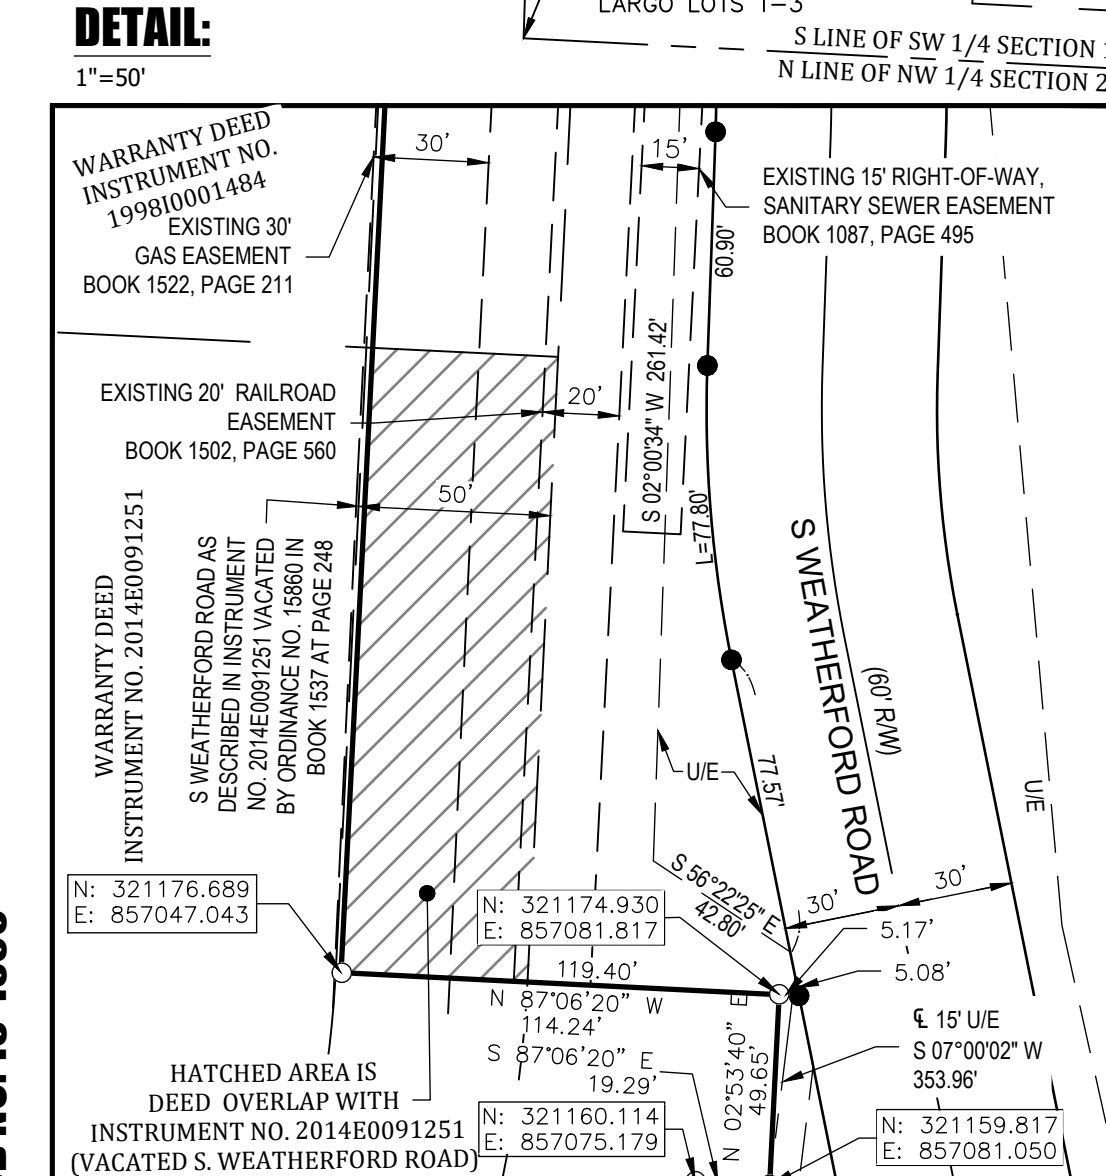 DETAIL:
1"=50'
LARGO LOTS 1-3
S LINE OF SW 1/4 SECTION
N LINE OF NW 1/4 SECTION 2
WARRANTY DEED
INSTRUMENT NO.
1998I0001484
30'
15'
EXISTING 15' RIGHT-OF-WAY,
SANITARY SEWER EASEMENT
BOOK 1087, PAGE 495
EXISTING 30'
GAS EASEMENT
BOOK 1522, PAGE 211
60.90'
S 02°00'34" W 261.42'
EXISTING 20' RAILROAD
EASEMENT
BOOK 1502, PAGE 560
20'
50'
L=77.80'
WARRANTY DEED
INSTRUMENT NO. 2014E0091251
S WEATHERFORD ROAD AS
DESCRIBED IN INSTRUMENT
NO. 2014E0091251 VACATED
BY ORDINANCE NO. 15860 IN
BOOK 1537 AT PAGE 248
S WEATHERFORD ROAD
(60' R/W)
U/E
77.57'
U/E
S 56°22'25" E
42.80'
30'
30'
N: 321176.689
E: 857047.043
N: 321174.930
E: 857081.817
5.17'
5.08'
119.40'
N 87°06'20" W
114.24'
S 87°06'20" E
19.29'
N 02°53'40" E
49.65'
℄ 15' U/E
S 07°00'02" W
353.96'
HATCHED AREA IS
DEED OVERLAP WITH
INSTRUMENT NO. 2014E0091251
(VACATED S. WEATHERFORD ROAD)
N: 321160.114
E: 857075.179
N: 321159.817
E: 857081.050